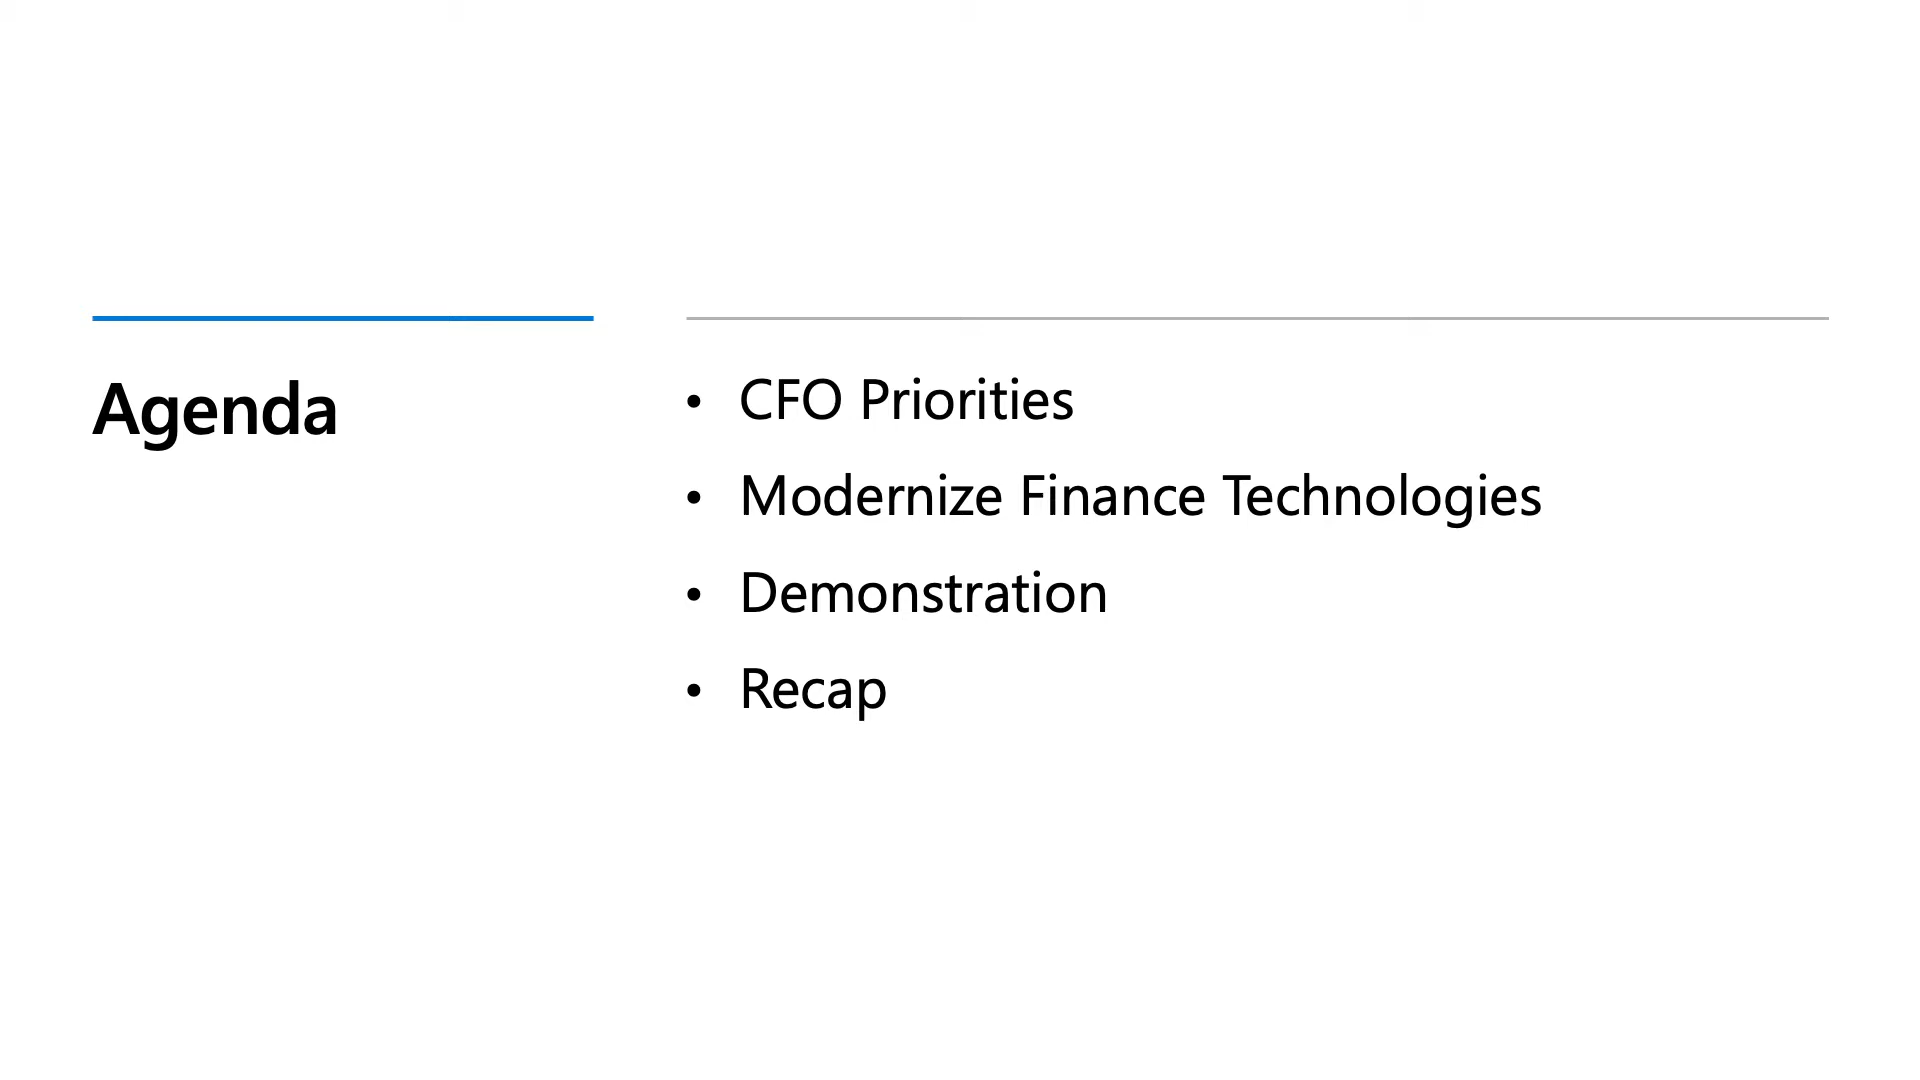 Agenda
• CFO Priorities
• Modernize Finance Technologies
• Demonstration
• Recap